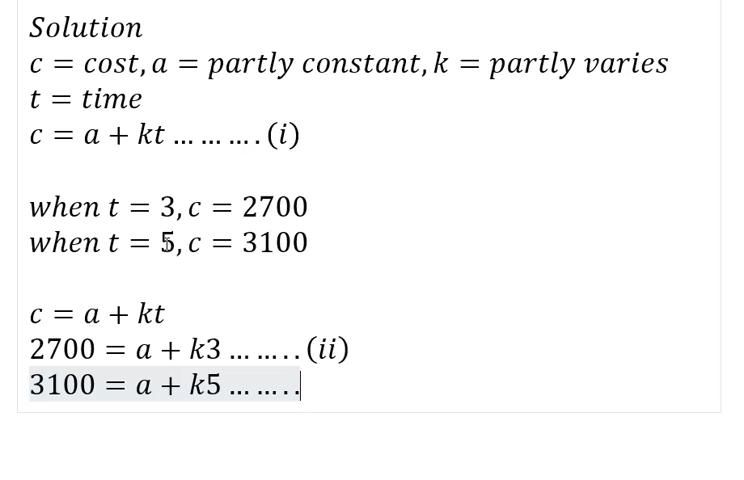 Solution
c = cost, a = partly constant, k = partly varies
t = time
c = a + kt ... ... ... . (i)
when t = 3, c = 2700
when t = 5, c = 3100
c = a + kt
2700 = a + k3 ... ... . . (ii)
3100 = a + k5 ... ... . .